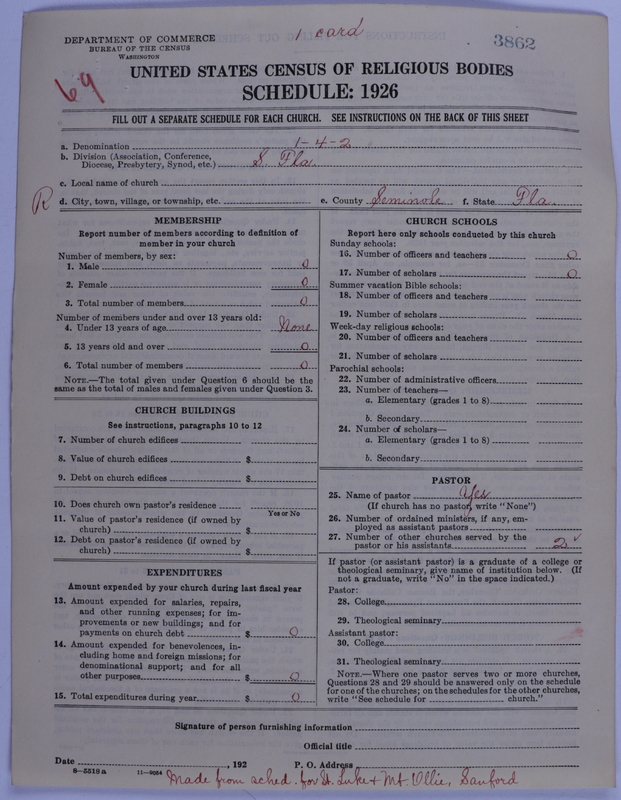 DEPARTMENT OF COMMERCE
BUREAU OF THE CENSUS
WASHINGTON
1 card
3862
69
UNITED STATES CENSUS OF RELIGIOUS BODIES
SCHEDULE: 1926
FILL OUT A SEPARATE SCHEDULE FOR EACH CHURCH. SEE INSTRUCTIONS ON THE BACK OF THIS SHEET
a. Denomination 1-4-2
b. Division (Association, Conference,
Diocese, Presbytery, Synod, etc.) S. Fla.
c. Local name of church
R
d. City, town, village, or township, etc. e. County Seminole f. State Fla.
MEMBERSHIP
Report number of members according to definition of
member in your church
Number of members, by sex:
1. Male 0
2. Female 0
3. Total number of members 0
Number of members under and over 13 years old:
4. Under 13 years of age None
5. 13 years old and over 0
6. Total number of members 0
NOTE.—The total given under Question 6 should be the
same as the total of males and females given under Question 3.
CHURCH BUILDINGS
See instructions, paragraphs 10 to 12
7. Number of church edifices
8. Value of church edifices $
9. Debt on church edifices $
10. Does church own pastor's residence
Yes or No
11. Value of pastor's residence (if owned by
church) $
12. Debt on pastor's residence (if owned by
church) $
EXPENDITURES
Amount expended by your church during last fiscal year
13. Amount expended for salaries, repairs,
and other running expenses; for im-
provements or new buildings; and for
payments on church debt $ 0
14. Amount expended for benevolences, in-
cluding home and foreign missions; for
denominational support; and for all
other purposes $ 0
15. Total expenditures during year $ 0
CHURCH SCHOOLS
Report here only schools conducted by this church
Sunday schools:
16. Number of officers and teachers 0
17. Number of scholars 0
Summer vacation Bible schools:
18. Number of officers and teachers
19. Number of scholars
Week-day religious schools:
20. Number of officers and teachers
21. Number of scholars
Parochial schools:
22. Number of administrative officers
23. Number of teachers—
a. Elementary (grades 1 to 8)
b. Secondary
24. Number of scholars—
a. Elementary (grades 1 to 8)
b. Secondary
PASTOR
25. Name of pastor Yes
(If church has no pastor, write "None")
26. Number of ordained ministers, if any, em-
ployed as assistant pastors
27. Number of other churches served by the
pastor or his assistants 2 ✓
If pastor (or assistant pastor) is a graduate of a college or
theological seminary, give name of institution below. (If
not a graduate, write "No" in the space indicated.)
Pastor:
28. College
29. Theological seminary
Assistant pastor:
30. College
31. Theological seminary
NOTE.—Where one pastor serves two or more churches,
Questions 28 and 29 should be answered only on the schedule
for one of the churches; on the schedules for the other churches,
write "See schedule for church."
Signature of person furnishing information
Official title
Date , 192 P. O. Address
8—5518a 11—9054 Made from sched. for St. Luke + Mt. Ollie, Sanford